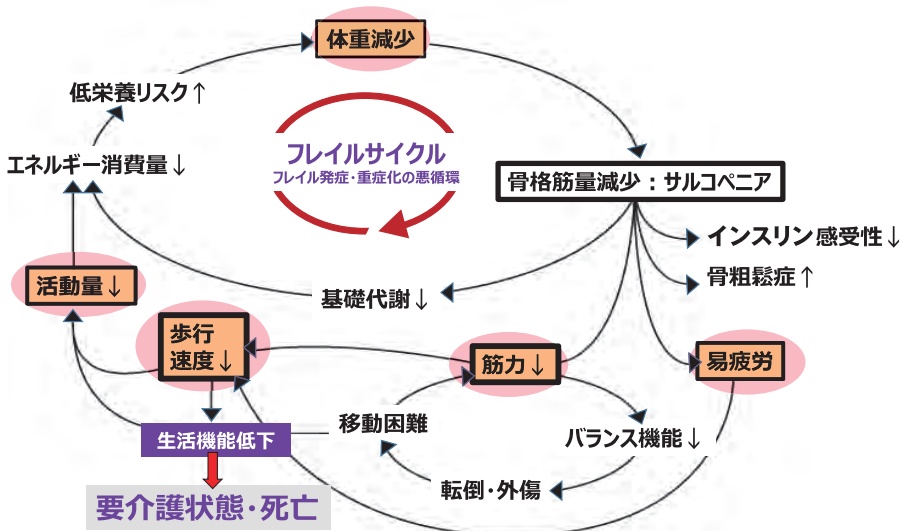 体重減少
低栄養リスク↑
フレイルサイクル
フレイル発症・重症化の悪循環
エネルギー消費量↓
骨格筋量減少：サルコペニア
インスリン感受性↓
骨粗鬆症↑
活動量↓
基礎代謝↓
歩行
速度↓
筋力↓
易疲労
移動困難
生活機能低下
バランス機能↓
転倒・外傷
要介護状態・死亡